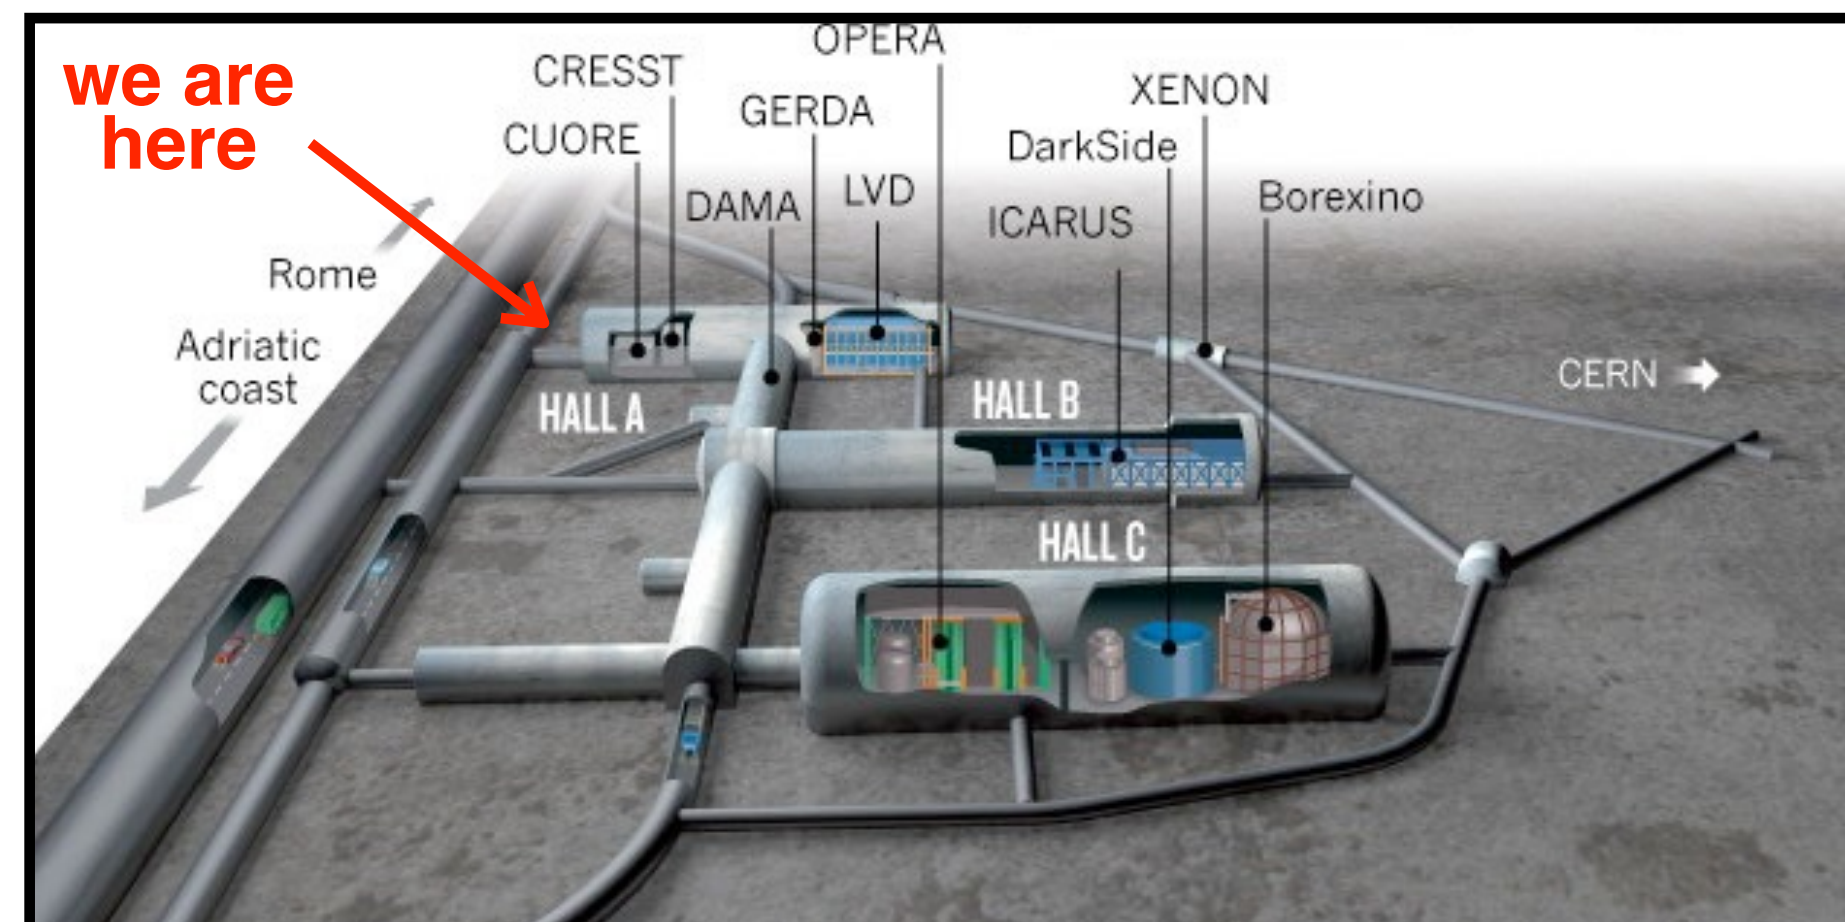 we are
here
OPERA
CRESST
XENON
GERDA
CUORE
DarkSide
LVD
DAMA
Borexino
ICARUS
Rome
Adriatic
coast
CERN
HALL A
HALL B
HALL C